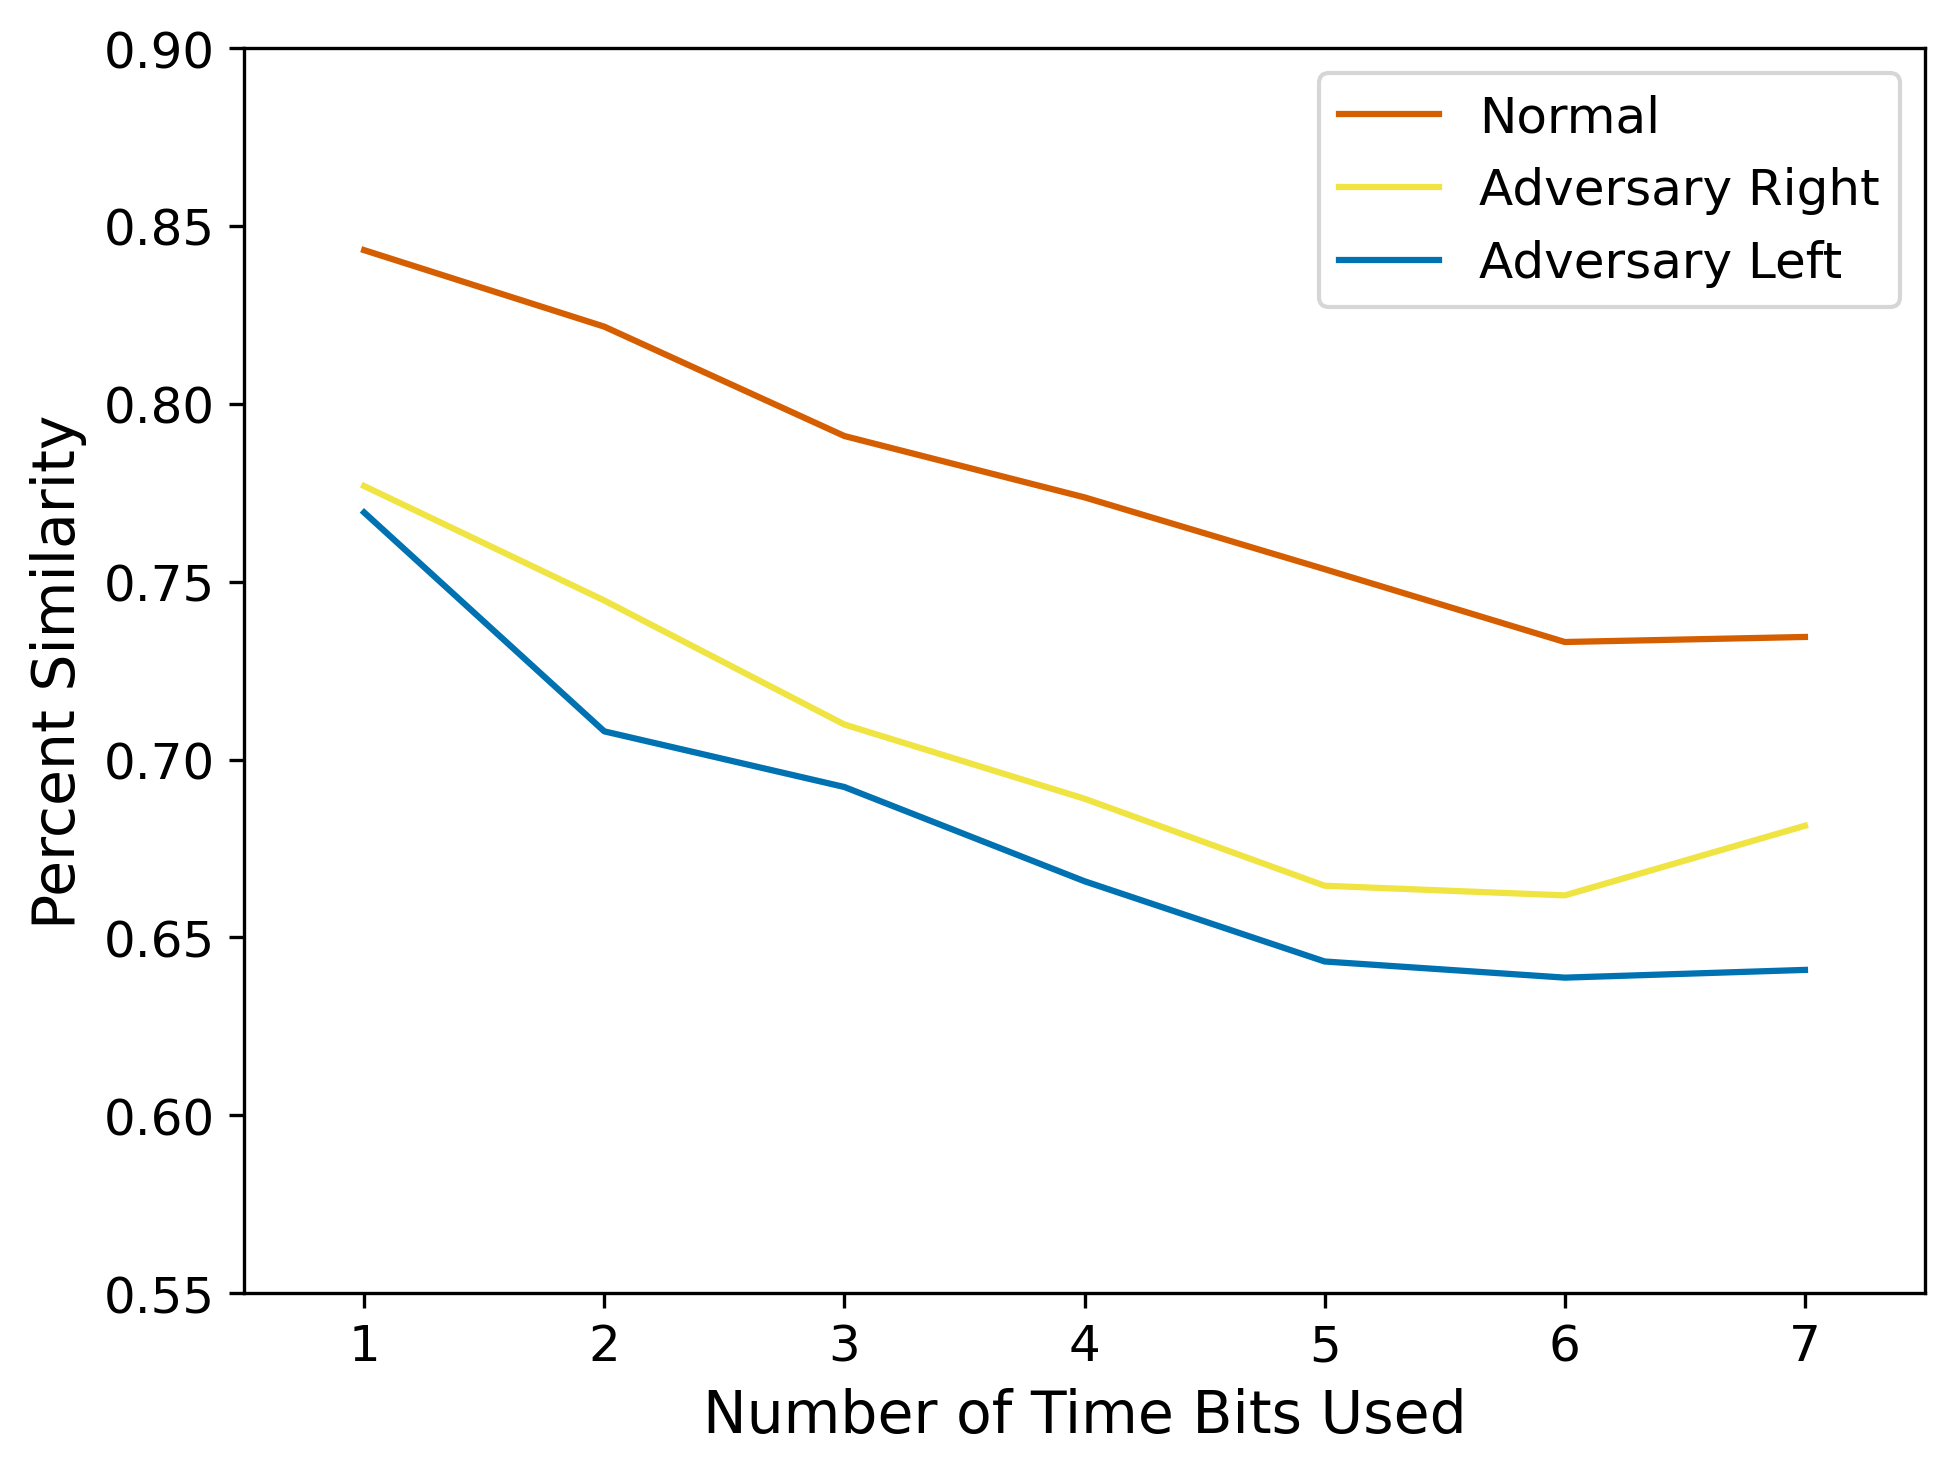 0.90
0.85
0.80
0.75
0.70
0.65
0.60
0.55
Percent Similarity
Normal
Adversary Right
Adversary Left
1 2 3 4 5 6 7
Number of Time Bits Used